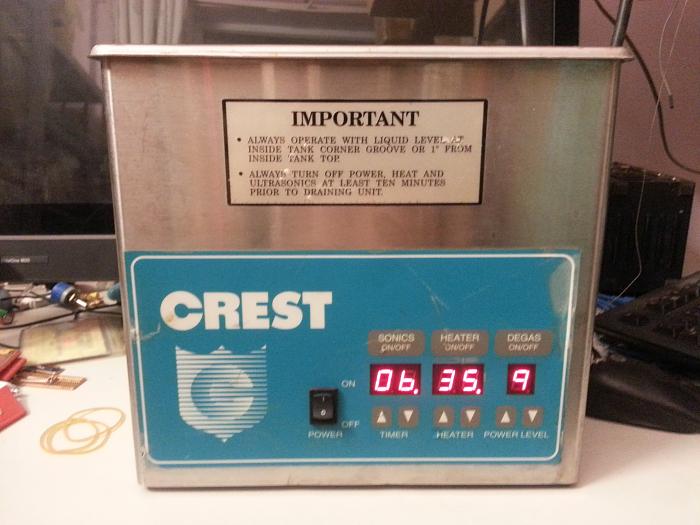 IMPORTANT
• ALWAYS OPERATE WITH LIQUID LEVEL AT
INSIDE TANK CORNER GROOVE OR 1" FROM
INSIDE TANK TOP.
• ALWAYS TURN OFF POWER, HEAT AND
ULTRASONICS AT LEAST TEN MINUTES
PRIOR TO DRAINING UNIT.
CREST
C
SONICS HEATER DEGAS
ON/OFF ON/OFF ON/OFF
06. 35. 9
ON
OFF
POWER
TIMER HEATER POWER LEVEL